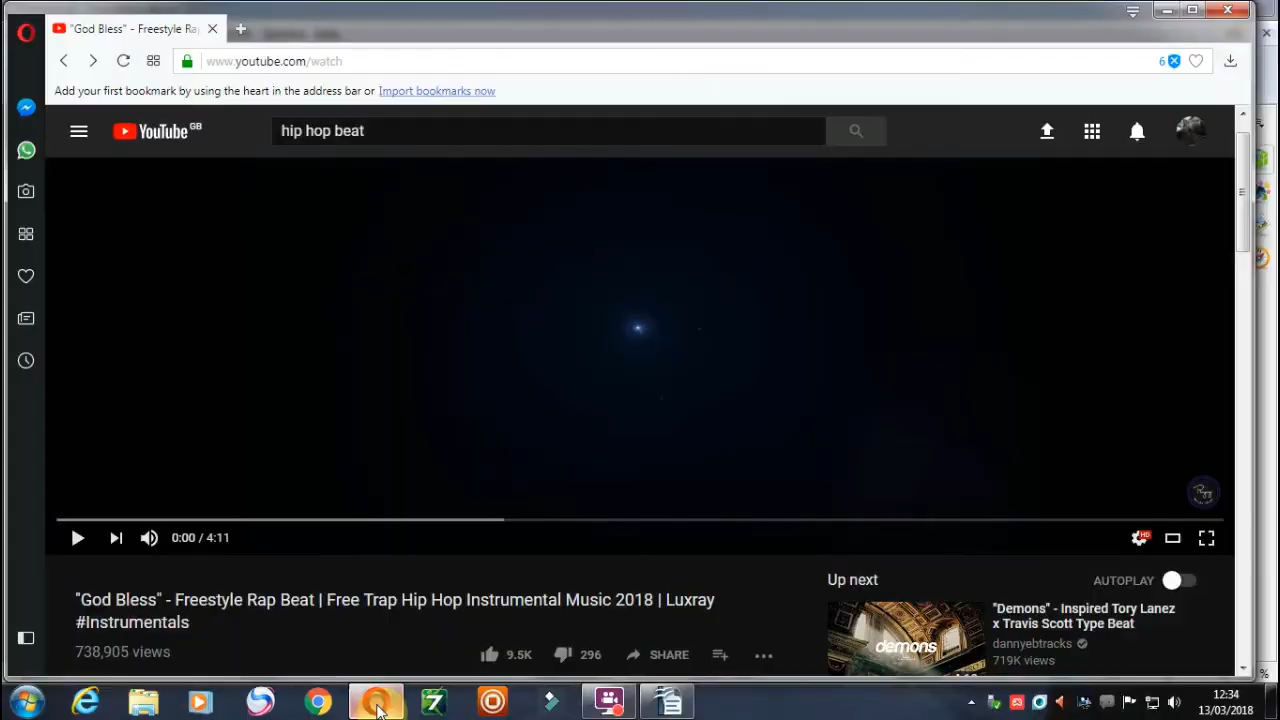 "God Bless" - Freestyle Ra
www.youtube.com/watch
6
Add your first bookmark by using the heart in the address bar or Import bookmarks now
YouTube GB
hip hop beat
0:00 / 4:11
HD
"God Bless" - Freestyle Rap Beat | Free Trap Hip Hop Instrumental Music 2018 | Luxray
#Instrumentals
738,905 views
9.5K
296
SHARE
Up next
AUTOPLAY
demons
"Demons" - Inspired Tory Lanez
x Travis Scott Type Beat
dannyebtracks
719K views
%
7
12:34
13/03/2018